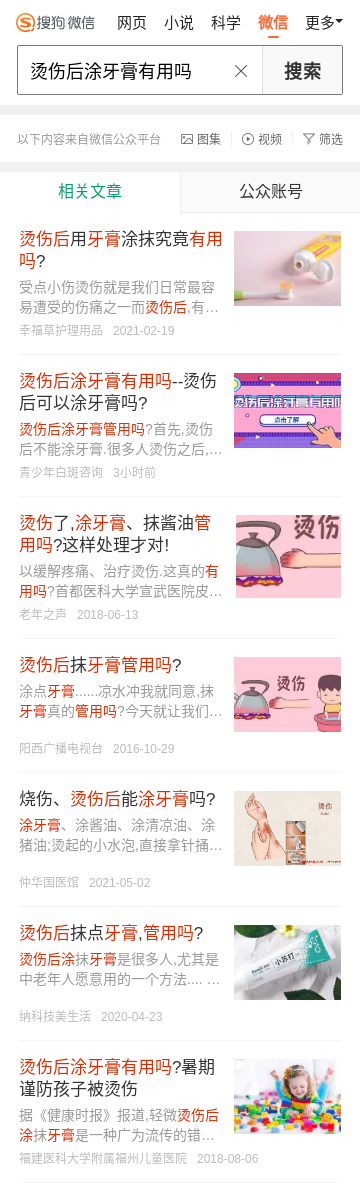 搜狗微信 网页 小说 科学 微信 更多
烫伤后涂牙膏有用吗 搜索
以下内容来自微信公众平台 图集 视频 筛选
相关文章 公众账号
烫伤后用牙膏涂抹究竟有用
吗?
受点小伤烫伤就是我们日常最容
易遭受的伤痛之一而烫伤后,有…
幸福草护理用品 2021-02-19
烫伤后涂牙膏有用吗--烫伤
后可以涂牙膏吗?
烫伤后涂牙膏管用吗?首先,烫伤
后不能涂牙膏.很多人烫伤之后,…
青少年白斑咨询 3小时前
烫伤后涂牙膏有用吗
点击了解
烫伤了,涂牙膏、抹酱油管
用吗?这样处理才对!
以缓解疼痛、治疗烫伤.这真的有
用吗?首都医科大学宣武医院皮…
老年之声 2018-06-13
烫伤
烫伤后抹牙膏管用吗?
涂点牙膏......凉水冲我就同意,抹
牙膏真的管用吗?今天就让我们…
阳西广播电视台 2016-10-29
烫伤
烧伤、烫伤后能涂牙膏吗?
涂牙膏、涂酱油、涂清凉油、涂
猪油;烫起的小水泡,直接拿针捅…
仲华国医馆 2021-05-02
烫伤
烫伤后抹点牙膏,管用吗?
烫伤后涂抹牙膏是很多人,尤其是
中老年人愿意用的一个方法.... …
纳科技美生活 2020-04-23
小苏打
烫伤后涂牙膏有用吗?暑期
谨防孩子被烫伤
据《健康时报》报道,轻微烫伤后
涂抹牙膏是一种广为流传的错…
福建医科大学附属福州儿童医院 2018-08-06